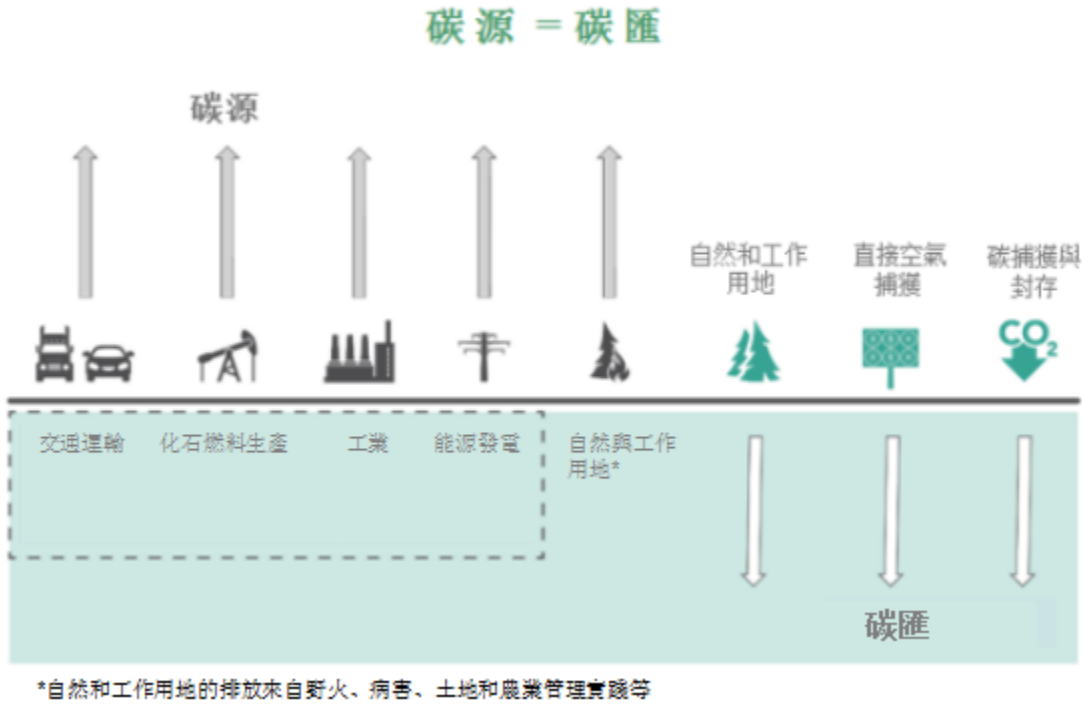 碳源 = 碳匯
碳源
自然和工作
用地
直接空氣
捕獲
碳捕獲與
封存
CO₂
交通運輸
化石燃料生產
工業
能源發電
自然與工作
用地*
碳匯
*自然和工作用地的排放來自野火、病害、土地和農業管理實踐等